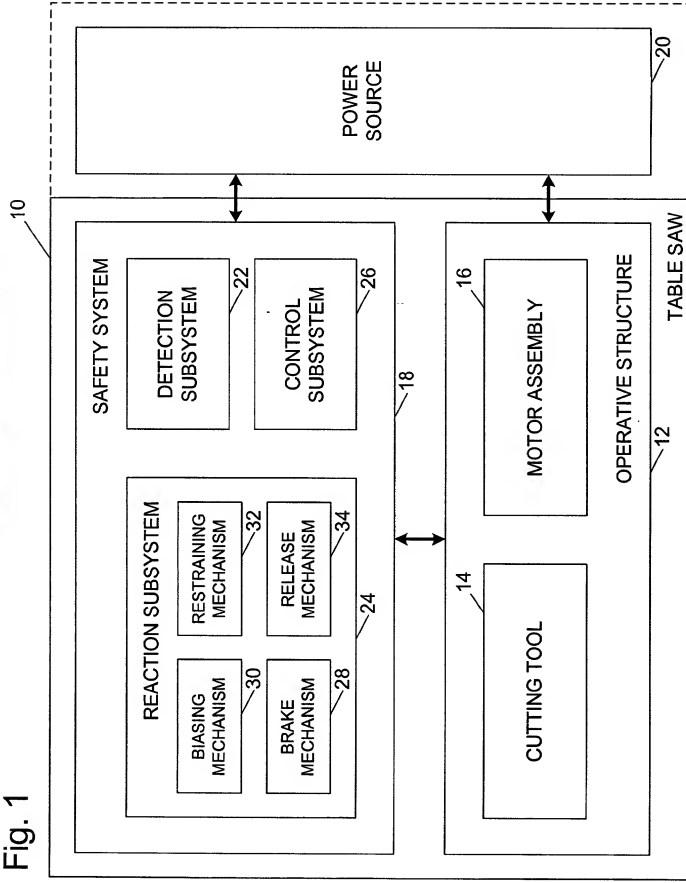 Fig. 1
10
SAFETY SYSTEM
REACTION SUBSYSTEM
BIASING
MECHANISM
30
RESTRAINING
MECHANISM
32
BRAKE
MECHANISM
28
RELEASE
MECHANISM
34
24
DETECTION
SUBSYSTEM
22
CONTROL
SUBSYSTEM
26
18
14
CUTTING TOOL
16
MOTOR ASSEMBLY
OPERATIVE STRUCTURE
12
TABLE SAW
POWER
SOURCE
20